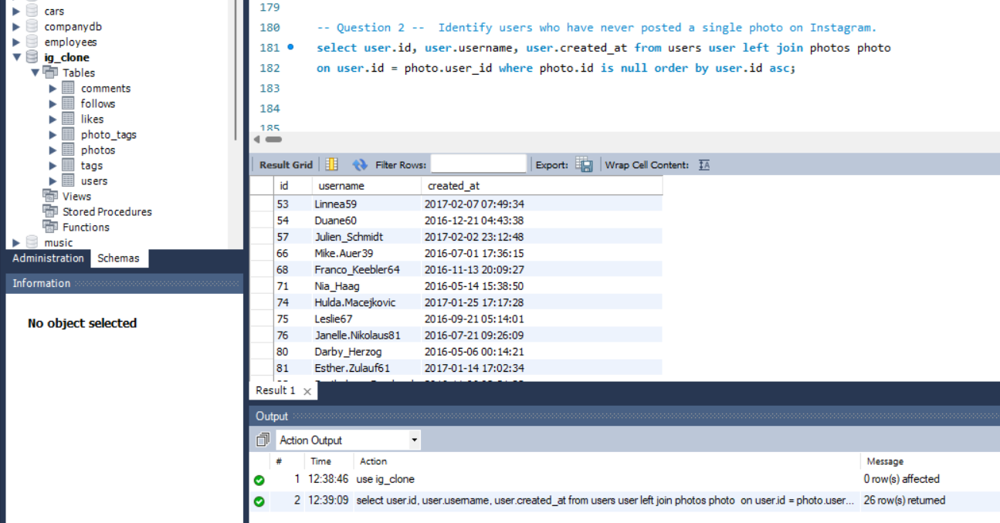 cars
companydb
employees
ig_clone
Tables
comments
follows
likes
photo_tags
photos
tags
users
Views
Stored Procedures
Functions
music
Administration Schemas
Information
No object selected
179
180 -- Question 2 --  Identify users who have never posted a single photo on Instagram.
181 select user.id, user.username, user.created_at from users user left join photos photo
182 on user.id = photo.user_id where photo.id is null order by user.id asc;
183
184
185
Result Grid Filter Rows: Export: Wrap Cell Content: IA
id username created_at
53 Linnea59 2017-02-07 07:49:34
54 Duane60 2016-12-21 04:43:38
57 Julien_Schmidt 2017-02-02 23:12:48
66 Mike.Auer39 2016-07-01 17:36:15
68 Franco_Keebler64 2016-11-13 20:09:27
71 Nia_Haag 2016-05-14 15:38:50
74 Hulda.Macejkovic 2017-01-25 17:17:28
75 Leslie67 2016-09-21 05:14:01
76 Janelle.Nikolaus81 2016-07-21 09:26:09
80 Darby_Herzog 2016-05-06 00:14:21
81 Esther.Zulauf61 2017-01-14 17:02:34
Result 1
Output
Action Output
# Time Action Message
1 12:38:46 use ig_clone 0 row(s) affected
2 12:39:09 select user.id, user.username, user.created_at from users user left join photos photo  on user.id = photo.user... 26 row(s) returned